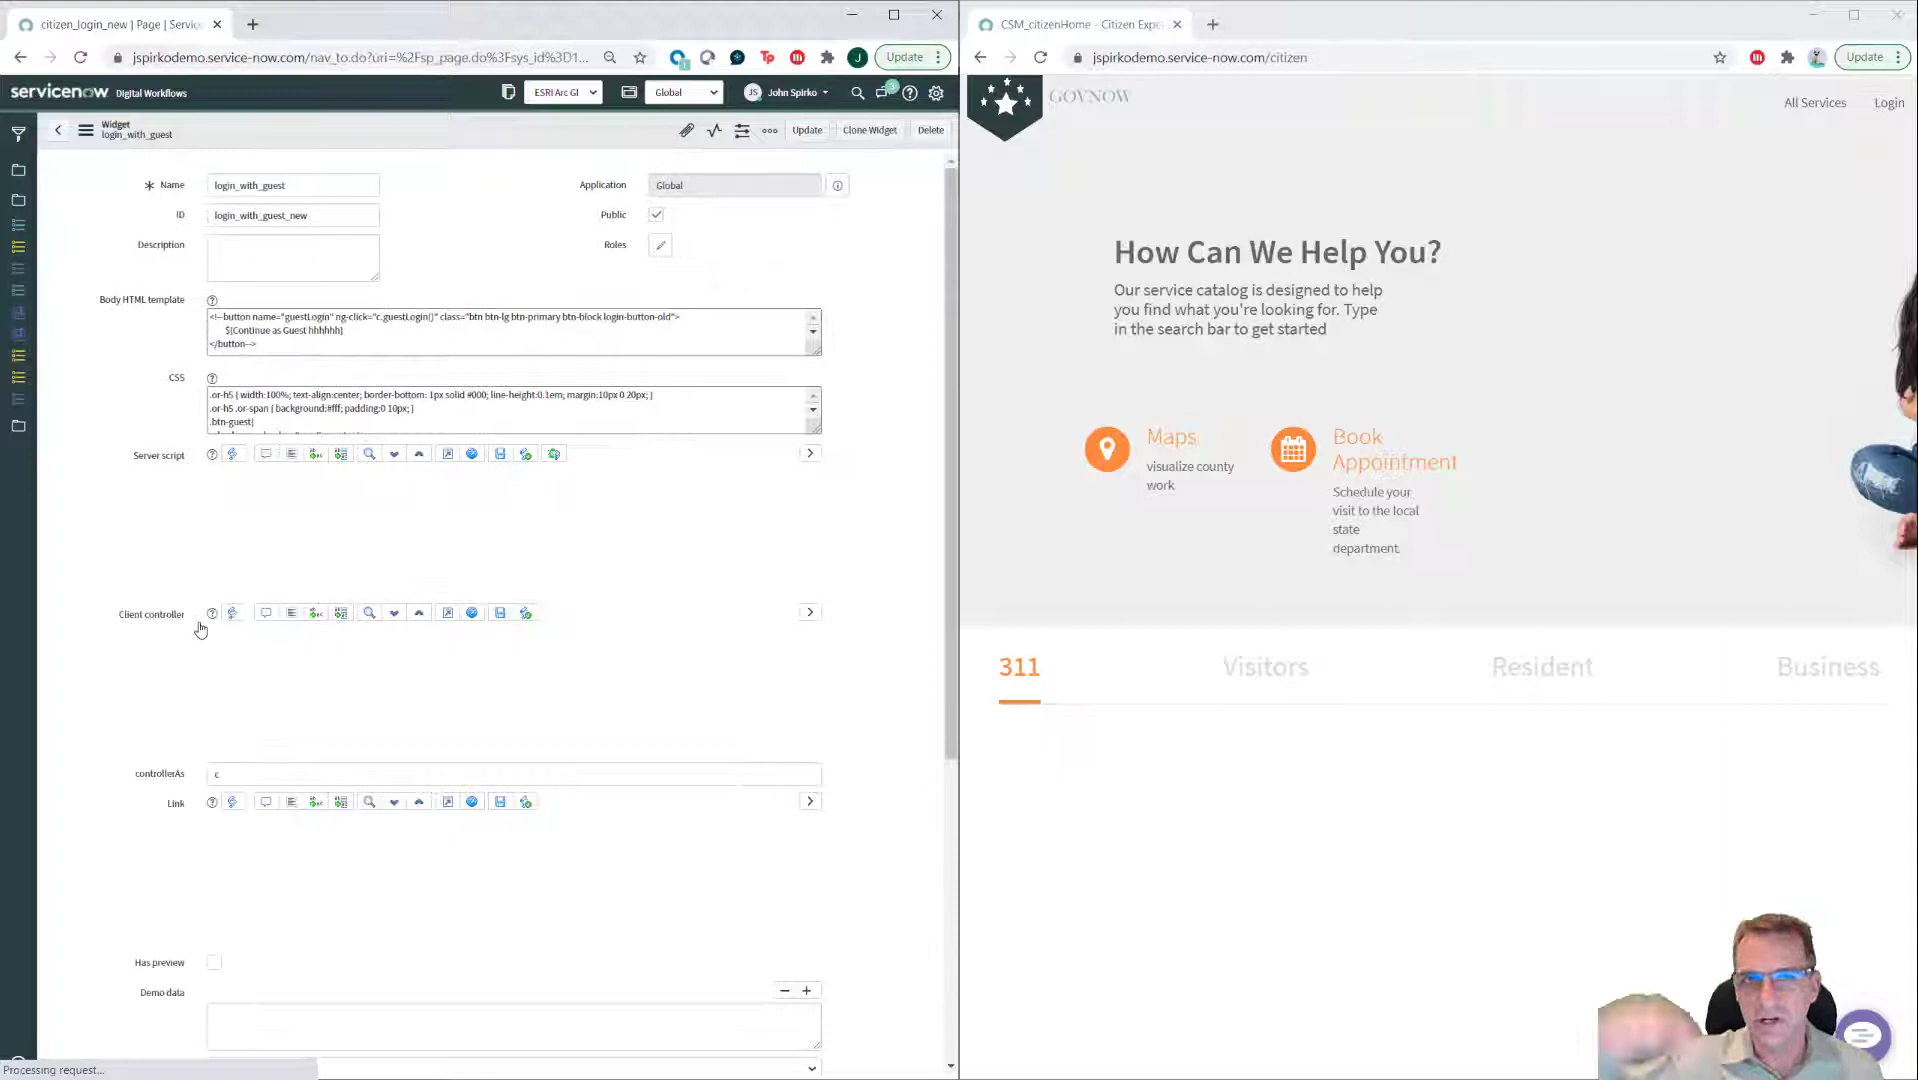 citizen_login_new | Page | Servic
jspirkodemo.service-now.com/nav_to.do?uri=%2Fsp_page.do%3Fsys_id%3D1...
Update
servicenow Digital Workflows
ESRI Arc GI
Global
JS John Spirko
Widget
login_with_guest
Update
Clone Widget
Delete
Name
login_with_guest
Application
Global
ID
login_with_guest_new
Public
Description
Roles
Body HTML template
<!--button name="guestLogin" ng-click="c.guestLogin()" class="btn btn-lg btn-primary btn-block login-button-old">
${Continue as Guest hhhhhh}
</button-->
CSS
.or-h5 { width:100%; text-align:center; border-bottom: 1px solid #000; line-height:0.1em; margin:10px 0 20px; }
.or-h5 .or-span { background:#fff; padding:0 10px; }
.btn-guest{
Server script
Client controller
controllerAs
c
Link
Has preview
Demo data
Processing request...
CSM_citizenHome - Citizen Expe
jspirkodemo.service-now.com/citizen
Update
GOVNOW
All Services
Login
How Can We Help You?
Our service catalog is designed to help
you find what you're looking for. Type
in the search bar to get started
Maps
visualize county
work
Book
Appointment
Schedule your
visit to the local
state
department.
311
Visitors
Resident
Business